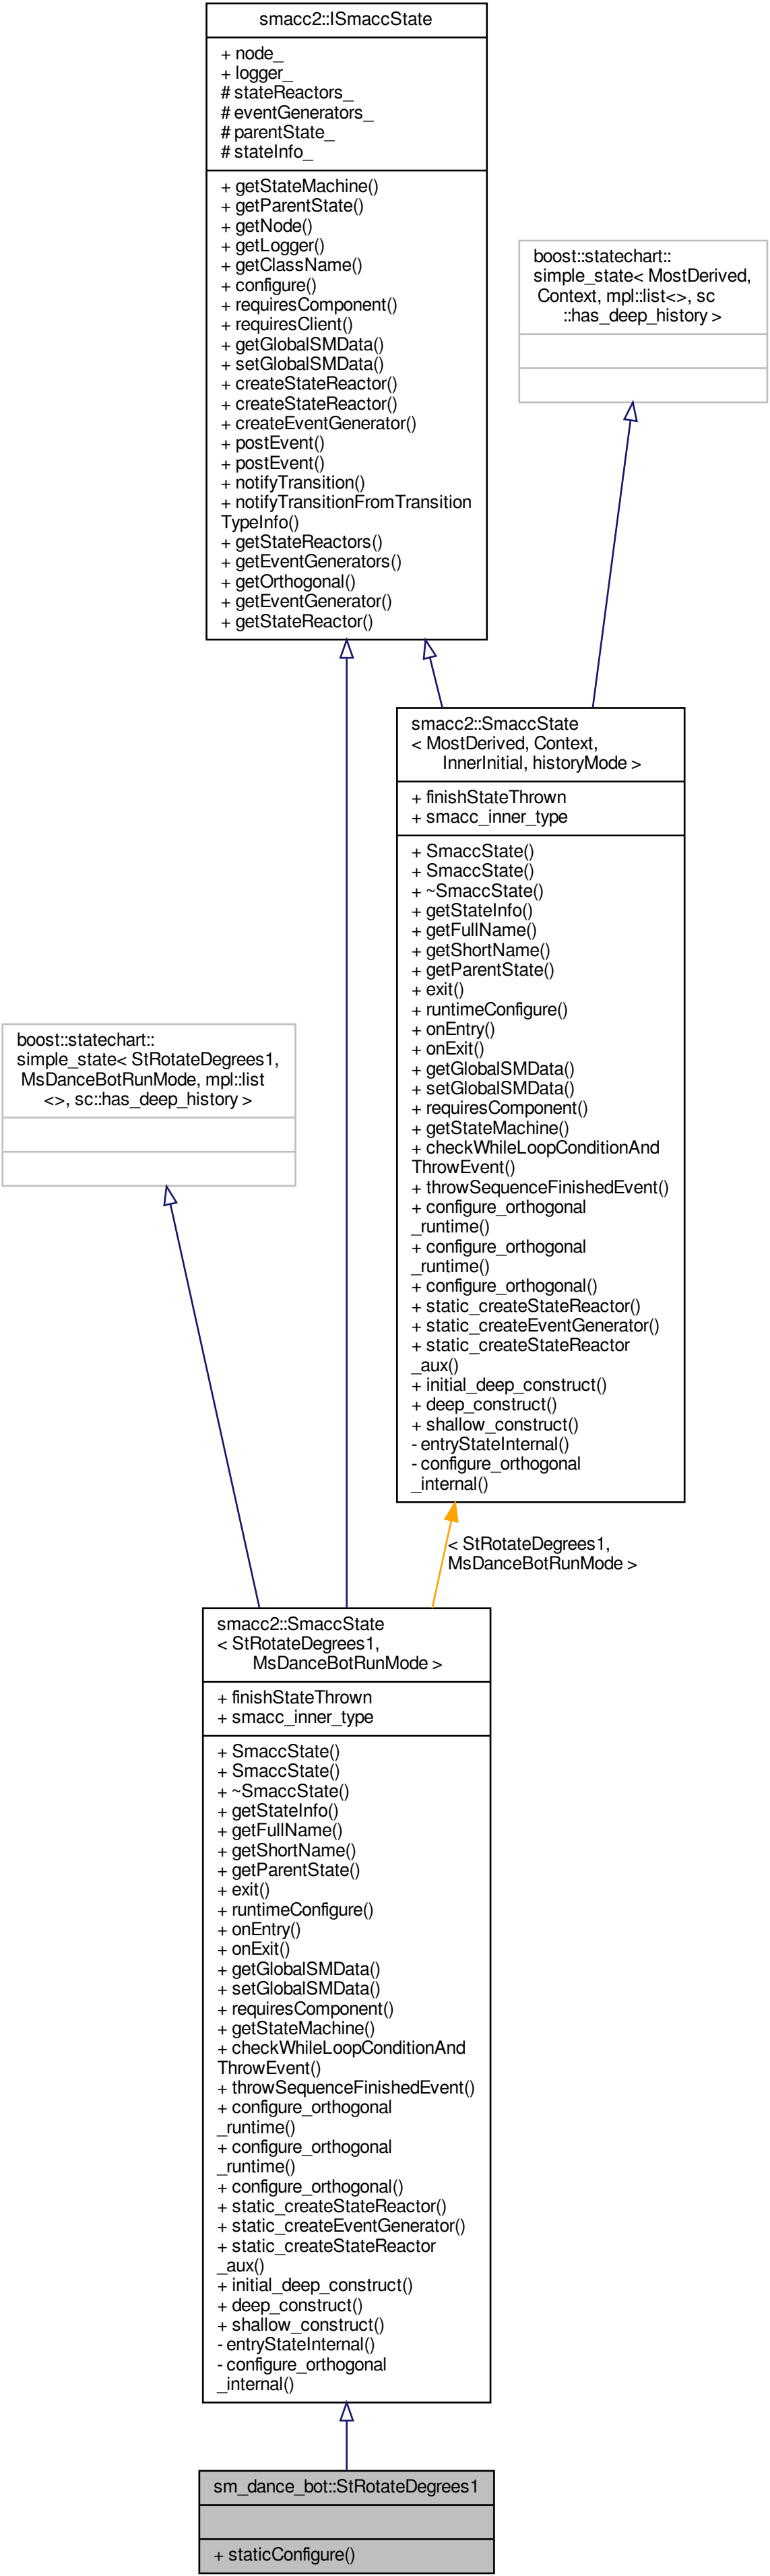 smacc2::ISmaccState
+ node_
+ logger_
# stateReactors_
# eventGenerators_
# parentState_
# stateInfo_
+ getStateMachine()
+ getParentState()
+ getNode()
+ getLogger()
+ getClassName()
+ configure()
+ requiresComponent()
+ requiresClient()
+ getGlobalSMData()
+ setGlobalSMData()
+ createStateReactor()
+ createStateReactor()
+ createEventGenerator()
+ postEvent()
+ postEvent()
+ notifyTransition()
+ notifyTransitionFromTransition
TypeInfo()
+ getStateReactors()
+ getEventGenerators()
+ getOrthogonal()
+ getEventGenerator()
+ getStateReactor()
boost::statechart::
simple_state< MostDerived,
Context, mpl::list<>, sc
::has_deep_history >
smacc2::SmaccState
< MostDerived, Context,
InnerInitial, historyMode >
+ finishStateThrown
+ smacc_inner_type
+ SmaccState()
+ SmaccState()
+ ~SmaccState()
+ getStateInfo()
+ getFullName()
+ getShortName()
+ getParentState()
+ exit()
+ runtimeConfigure()
+ onEntry()
+ onExit()
+ getGlobalSMData()
+ setGlobalSMData()
+ requiresComponent()
+ getStateMachine()
+ checkWhileLoopConditionAnd
ThrowEvent()
+ throwSequenceFinishedEvent()
+ configure_orthogonal
_runtime()
+ configure_orthogonal
_runtime()
+ configure_orthogonal()
+ static_createStateReactor()
+ static_createEventGenerator()
+ static_createStateReactor
_aux()
+ initial_deep_construct()
+ deep_construct()
+ shallow_construct()
- entryStateInternal()
- configure_orthogonal
_internal()
boost::statechart::
simple_state< StRotateDegrees1,
MsDanceBotRunMode, mpl::list
<>, sc::has_deep_history >
< StRotateDegrees1,
MsDanceBotRunMode >
smacc2::SmaccState
< StRotateDegrees1,
MsDanceBotRunMode >
+ finishStateThrown
+ smacc_inner_type
+ SmaccState()
+ SmaccState()
+ ~SmaccState()
+ getStateInfo()
+ getFullName()
+ getShortName()
+ getParentState()
+ exit()
+ runtimeConfigure()
+ onEntry()
+ onExit()
+ getGlobalSMData()
+ setGlobalSMData()
+ requiresComponent()
+ getStateMachine()
+ checkWhileLoopConditionAnd
ThrowEvent()
+ throwSequenceFinishedEvent()
+ configure_orthogonal
_runtime()
+ configure_orthogonal
_runtime()
+ configure_orthogonal()
+ static_createStateReactor()
+ static_createEventGenerator()
+ static_createStateReactor
_aux()
+ initial_deep_construct()
+ deep_construct()
+ shallow_construct()
- entryStateInternal()
- configure_orthogonal
_internal()
sm_dance_bot::StRotateDegrees1
+ staticConfigure()